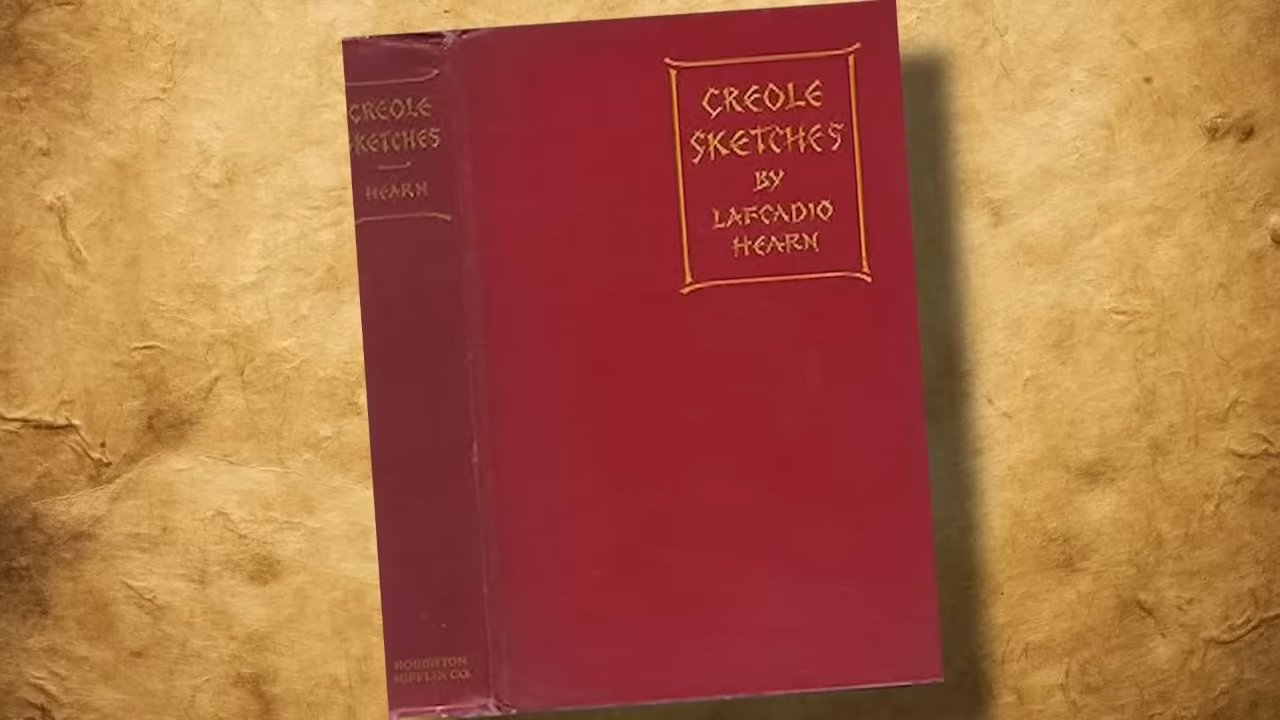 CREOLE
SKETCHES
HEARN
HOUGHTON
MIFFLIN CO.
CREOLE
SKETCHES
BY
LAFCADIO
HEARN